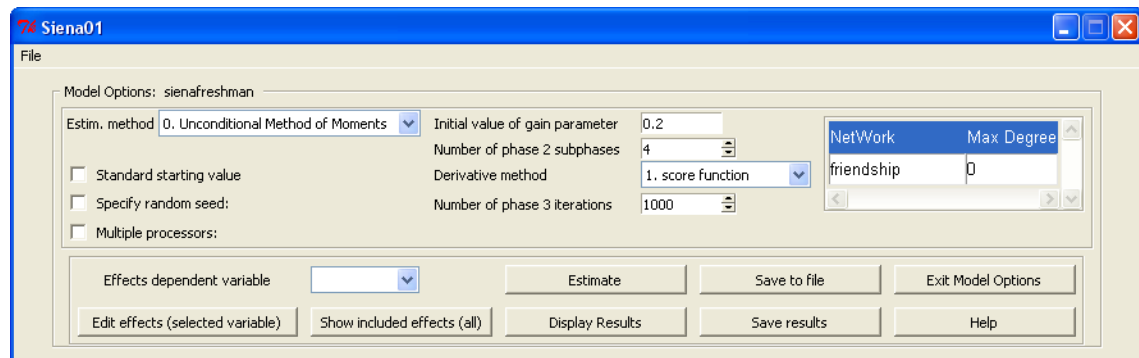 Siena01
File
Model Options: sienafreshman
Estim. method 0. Unconditional Method of Moments
Initial value of gain parameter 0.2
Number of phase 2 subphases 4
Standard starting value
Derivative method 1. score function
Specify random seed:
Number of phase 3 iterations 1000
Multiple processors:
NetWork Max Degree
friendship 0
Effects dependent variable
Estimate
Save to file
Exit Model Options
Edit effects (selected variable)
Show included effects (all)
Display Results
Save results
Help